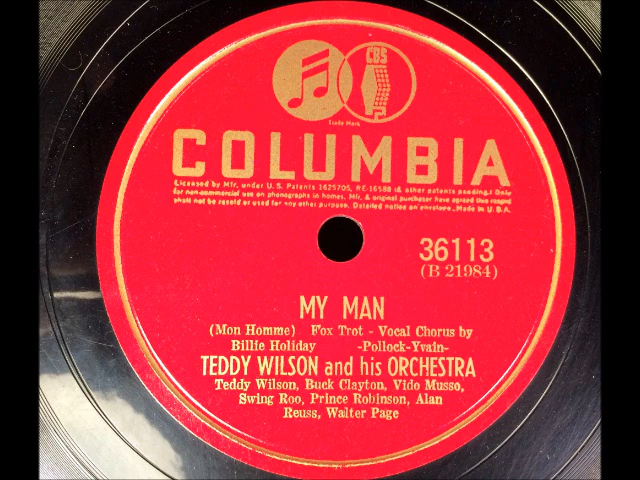 CBS
Trade Mark
COLUMBIA
Licensed by Mfr. under U.S. Patents 1625705, RE-16588 (& other patents pending.) Only
for non-commercial use on phonographs in homes. Mfr. & original purchaser have agreed this record
shall not be resold or used for any other purpose. Detailed notice on envelope. Made in U.S.A.
36113
(B 21984)
MY MAN
(Mon Homme) Fox Trot - Vocal Chorus by
Billie Holiday -Pollock-Yvain-
TEDDY WILSON and his ORCHESTRA
Teddy Wilson, Buck Clayton, Vido Musso,
Swing Roo, Prince Robinson, Alan
Reuss, Walter Page